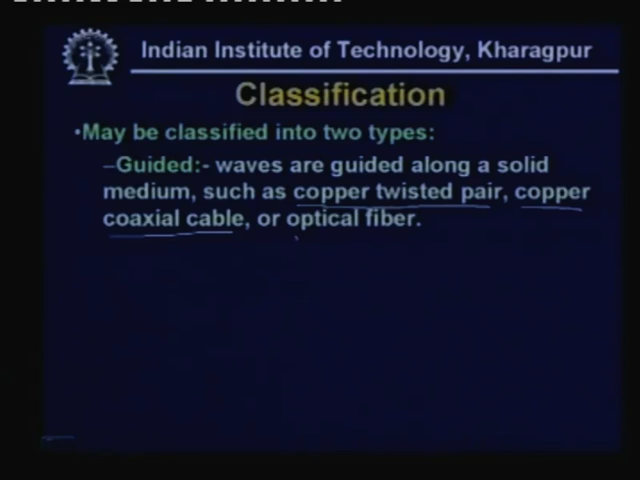 Indian Institute of Technology, Kharagpur
Classification
•May be classified into two types:
–Guided:- waves are guided along a solid
medium, such as copper twisted pair, copper
coaxial cable, or optical fiber.